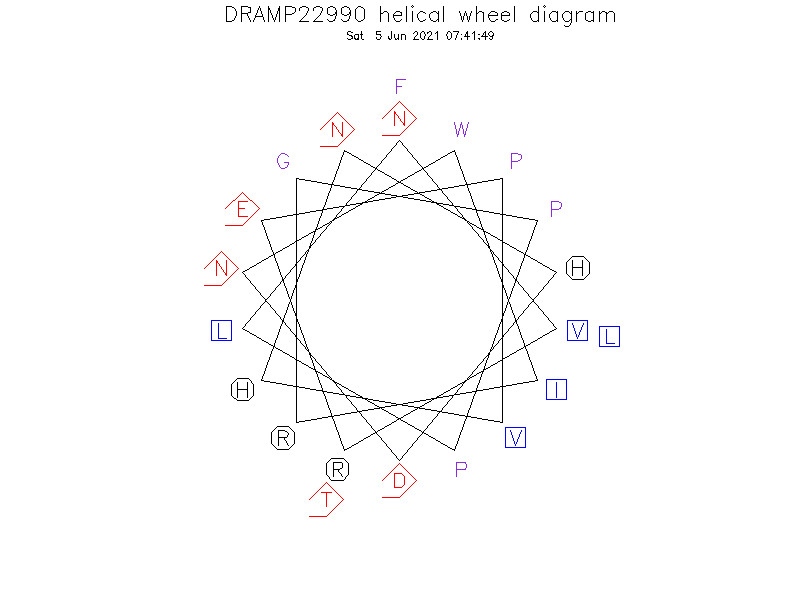 DRAMP22990 helical wheel diagram
Sat 5 Jun 2021 07:41:49
F
N
N
W
G
P
E
P
N
H
L
V
L
H
I
R
V
R
P
D
T